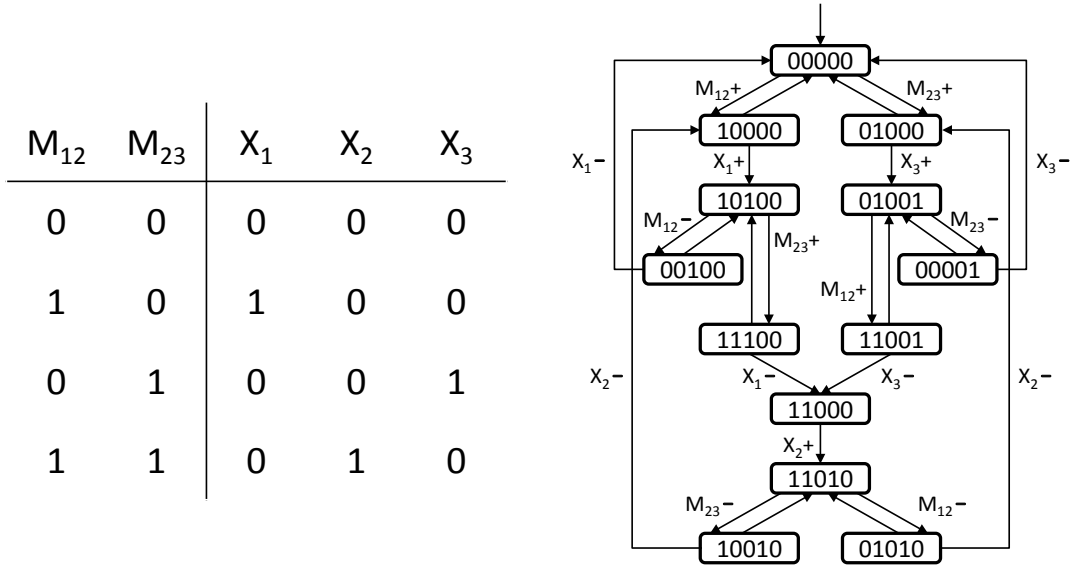 M₁₂ M₂₃ X₁ X₂ X₃
0 0 0 0 0
1 0 1 0 0
0 1 0 0 1
1 1 0 1 0
00000
M₁₂+ M₂₃+
10000 01000
X₁− X₁+ X₃+ X₃−
10100 01001
M₁₂− M₂₃+ M₂₃−
00100 00001
M₁₂+
11100 11001
X₂− X₁− X₃− X₂−
11000
X₂+
11010
M₂₃− M₁₂−
10010 01010